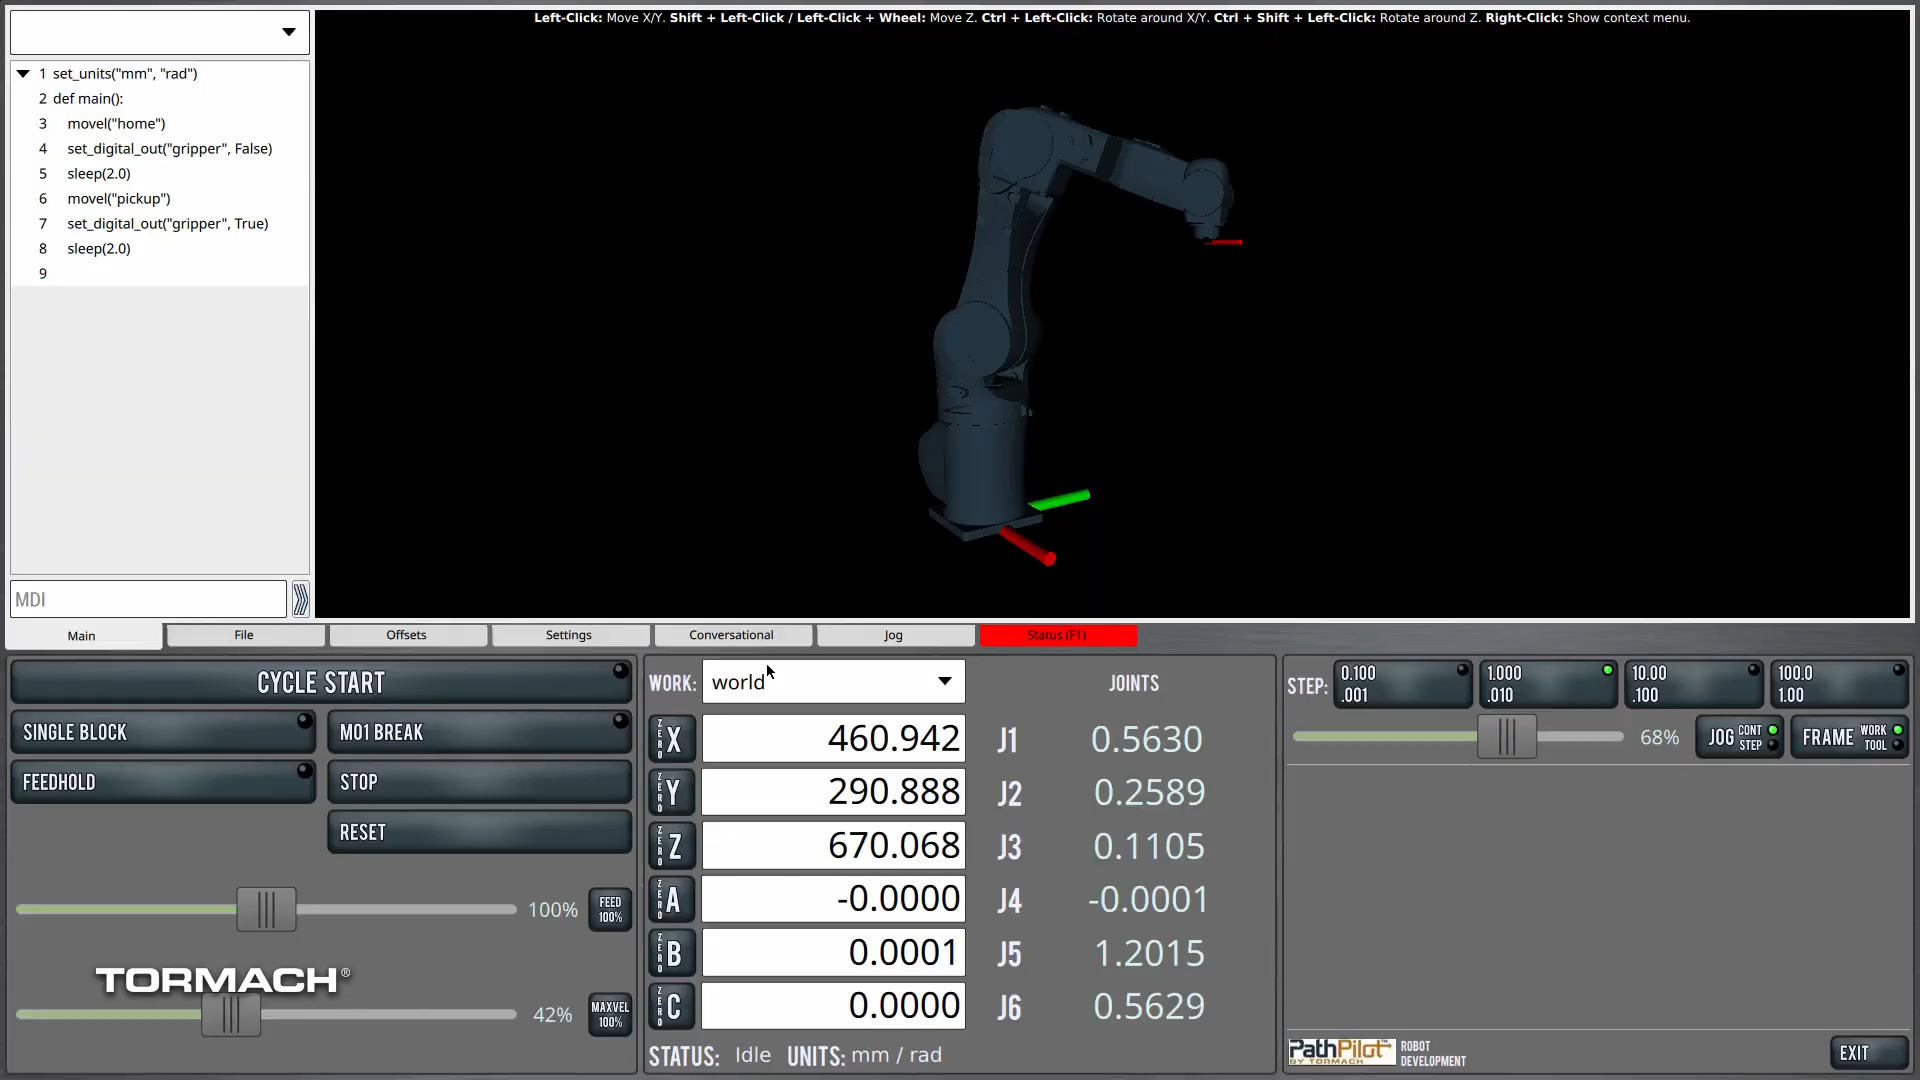 Left-Click: Move X/Y. Shift + Left-Click / Left-Click + Wheel: Move Z. Ctrl + Left-Click: Rotate around X/Y. Ctrl + Shift + Left-Click: Rotate around Z. Right-Click: Show context menu.
1 set_units("mm", "rad")
2 def main():
3 movel("home")
4 set_digital_out("gripper", False)
5 sleep(2.0)
6 movel("pickup")
7 set_digital_out("gripper", True)
8 sleep(2.0)
9
MDI
Main File Offsets Settings Conversational Jog Status (F1)
CYCLE START
SINGLE BLOCK M01 BREAK
FEEDHOLD STOP
RESET
100% FEED 100%
TORMACH®
42% MAXVEL 100%
WORK: world JOINTS
ZERO X 460.942 J1 0.5630
ZERO Y 290.888 J2 0.2589
ZERO Z 670.068 J3 0.1105
ZERO A -0.0000 J4 -0.0001
ZERO B 0.0001 J5 1.2015
ZERO C 0.0000 J6 0.5629
STATUS: Idle UNITS: mm / rad
STEP: 0.100 .001 1.000 .010 10.00 .100 100.0 1.00
68% JOG CONT STEP FRAME WORK TOOL
PathPilot™ BY TORMACH ROBOT DEVELOPMENT
EXIT